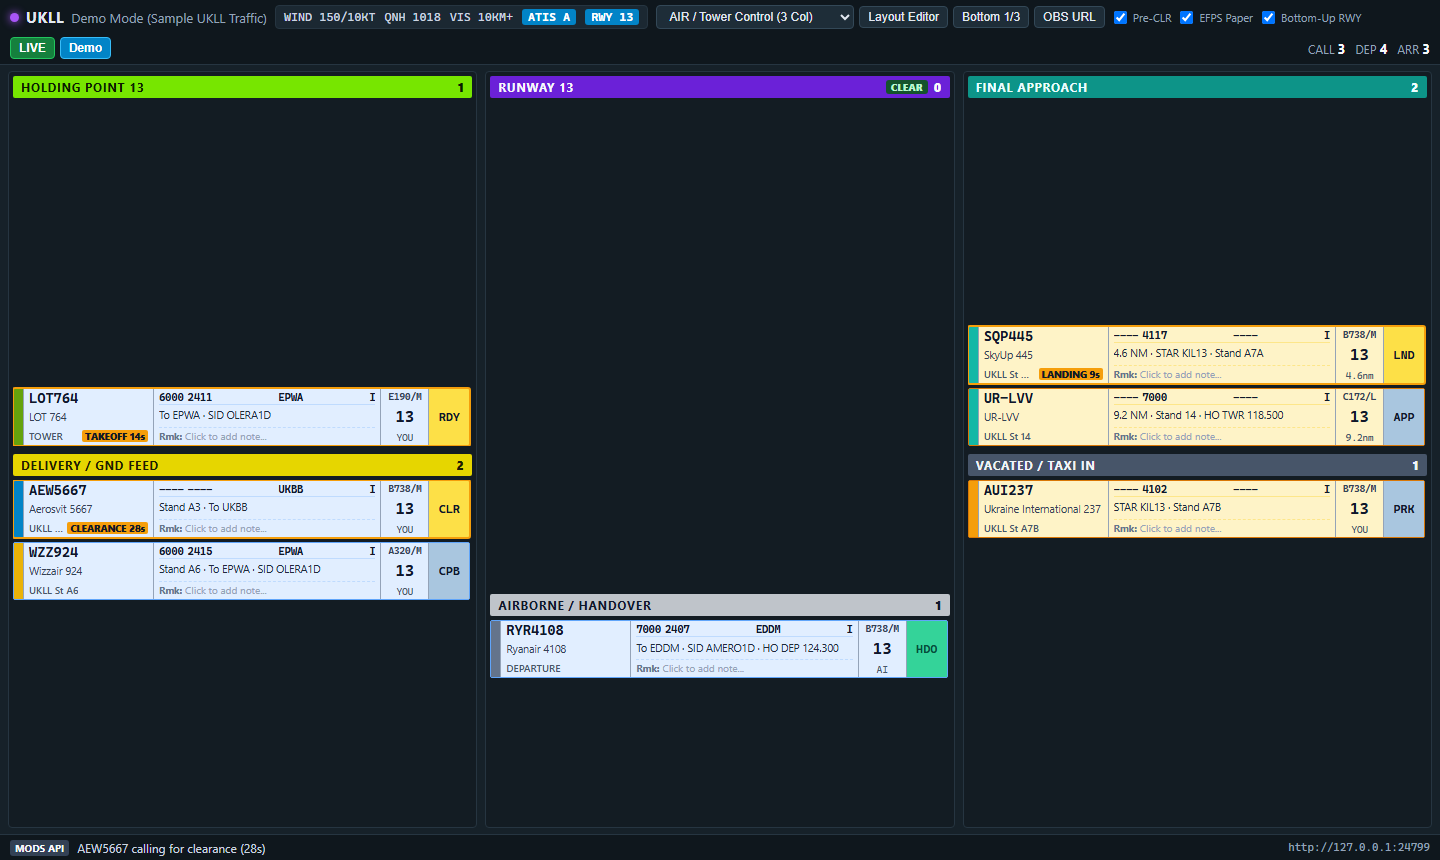 UKLL Demo Mode (Sample UKLL Traffic) WIND 150/10KT QNH 1018 VIS 10KM+ ATIS A RWY 13 AIR / Tower Control (3 Col) Layout Editor Bottom 1/3 OBS URL Pre-CLR EFPS Paper Bottom-Up RWY
LIVE Demo CALL 3 DEP 4 ARR 3
HOLDING POINT 13 1
LOT764 6000 2411 EPWA I E190/M
LOT 764 To EPWA · SID OLERA1D 13 RDY
TOWER TAKEOFF 14s Rmk: Click to add note... YOU
DELIVERY / GND FEED 2
AEW5667 –––– –––– UKBB I B738/M
Aerosvit 5667 Stand A3 · To UKBB 13 CLR
UKLL ... CLEARANCE 28s Rmk: Click to add note... YOU
WZZ924 6000 2415 EPWA I A320/M
Wizzair 924 Stand A6 · To EPWA · SID OLERA1D 13 CPB
UKLL St A6 Rmk: Click to add note... YOU
RUNWAY 13 CLEAR 0
AIRBORNE / HANDOVER 1
RYR4108 7000 2407 EDDM I B738/M
Ryanair 4108 To EDDM · SID AMERO1D · HO DEP 124.300 13 HDO
DEPARTURE Rmk: Click to add note... AI
FINAL APPROACH 2
SQP445 –––– 4117 –––– I B738/M
SkyUp 445 4.6 NM · STAR KIL13 · Stand A7A 13 LND
UKLL St ... LANDING 9s Rmk: Click to add note... 4.6nm
UR–LVV –––– 7000 –––– I C172/L
UR-LVV 9.2 NM · Stand 14 · HO TWR 118.500 13 APP
UKLL St 14 Rmk: Click to add note... 9.2nm
VACATED / TAXI IN 1
AUI237 –––– 4102 –––– I B738/M
Ukraine International 237 STAR KIL13 · Stand A7B 13 PRK
UKLL St A7B Rmk: Click to add note... YOU
MODS API AEW5667 calling for clearance (28s) http://127.0.0.1:24799